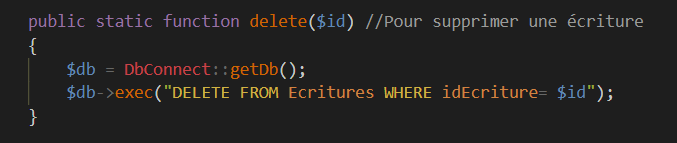 public static function delete($id) //Pour supprimer une écriture
{
$db = DbConnect::getDb();
$db->exec("DELETE FROM Ecritures WHERE idEcriture= $id");
}